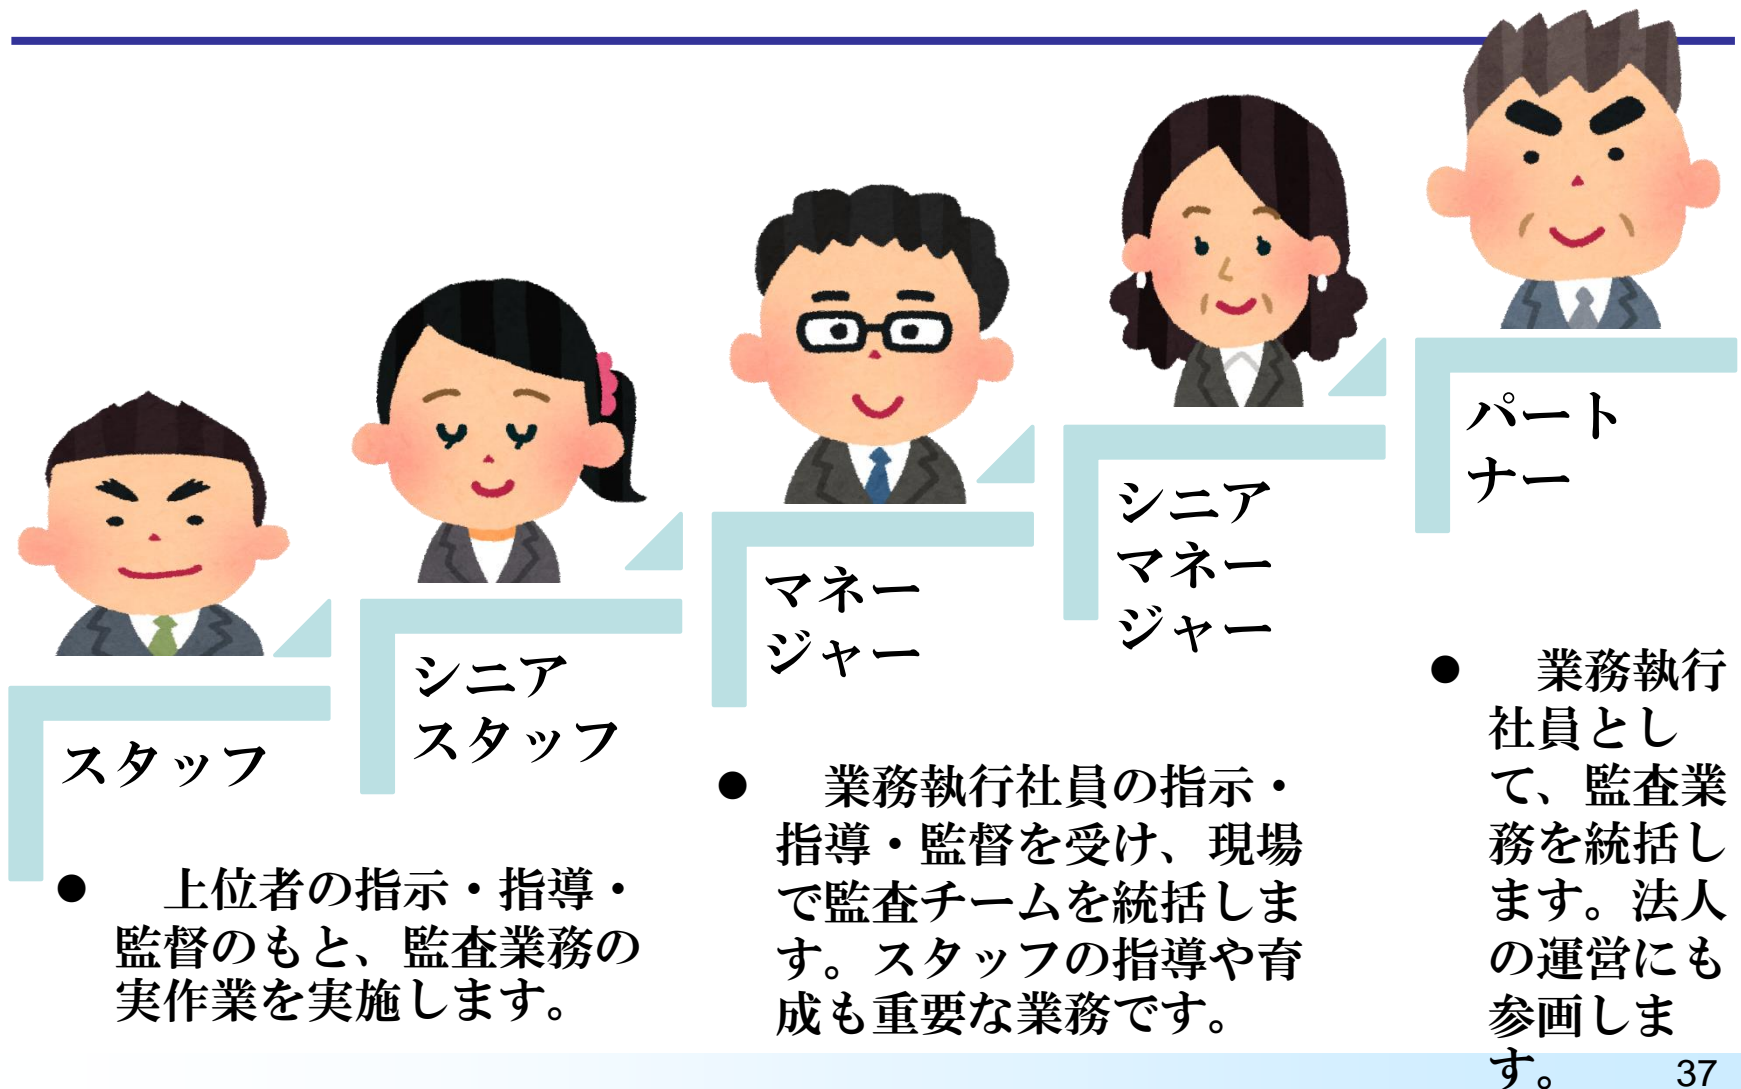 スタッフ
シニア
スタッフ
マネー
ジャー
シニア
マネー
ジャー
パート
ナー
● 上位者の指示・指導・
監督のもと、監査業務の
実作業を実施します。
● 業務執行社員の指示・
指導・監督を受け、現場
で監査チームを統括しま
す。スタッフの指導や育
成も重要な業務です。
● 業務執行
社員とし
て、監査業
務を統括し
ます。法人
の運営にも
参画しま
す。
37